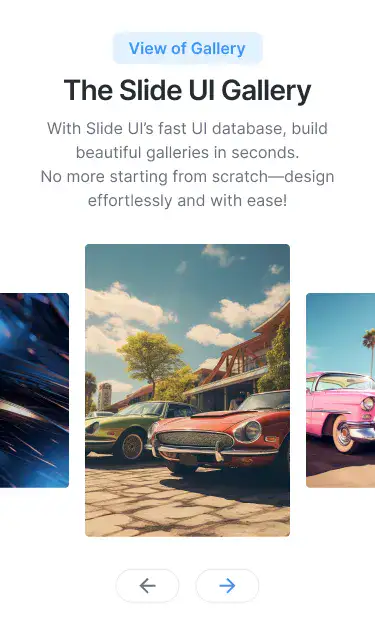 View of Gallery
The Slide UI Gallery
With Slide UI’s fast UI database, build
beautiful galleries in seconds.
No more starting from scratch—design
effortlessly and with ease!